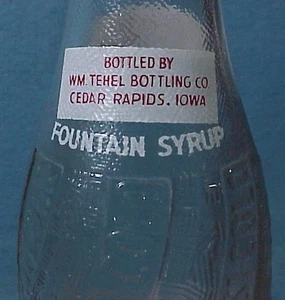 BOTTLED BY
WM. TEHEL BOTTLING CO
CEDAR RAPIDS, IOWA
FOUNTAIN SYRUP